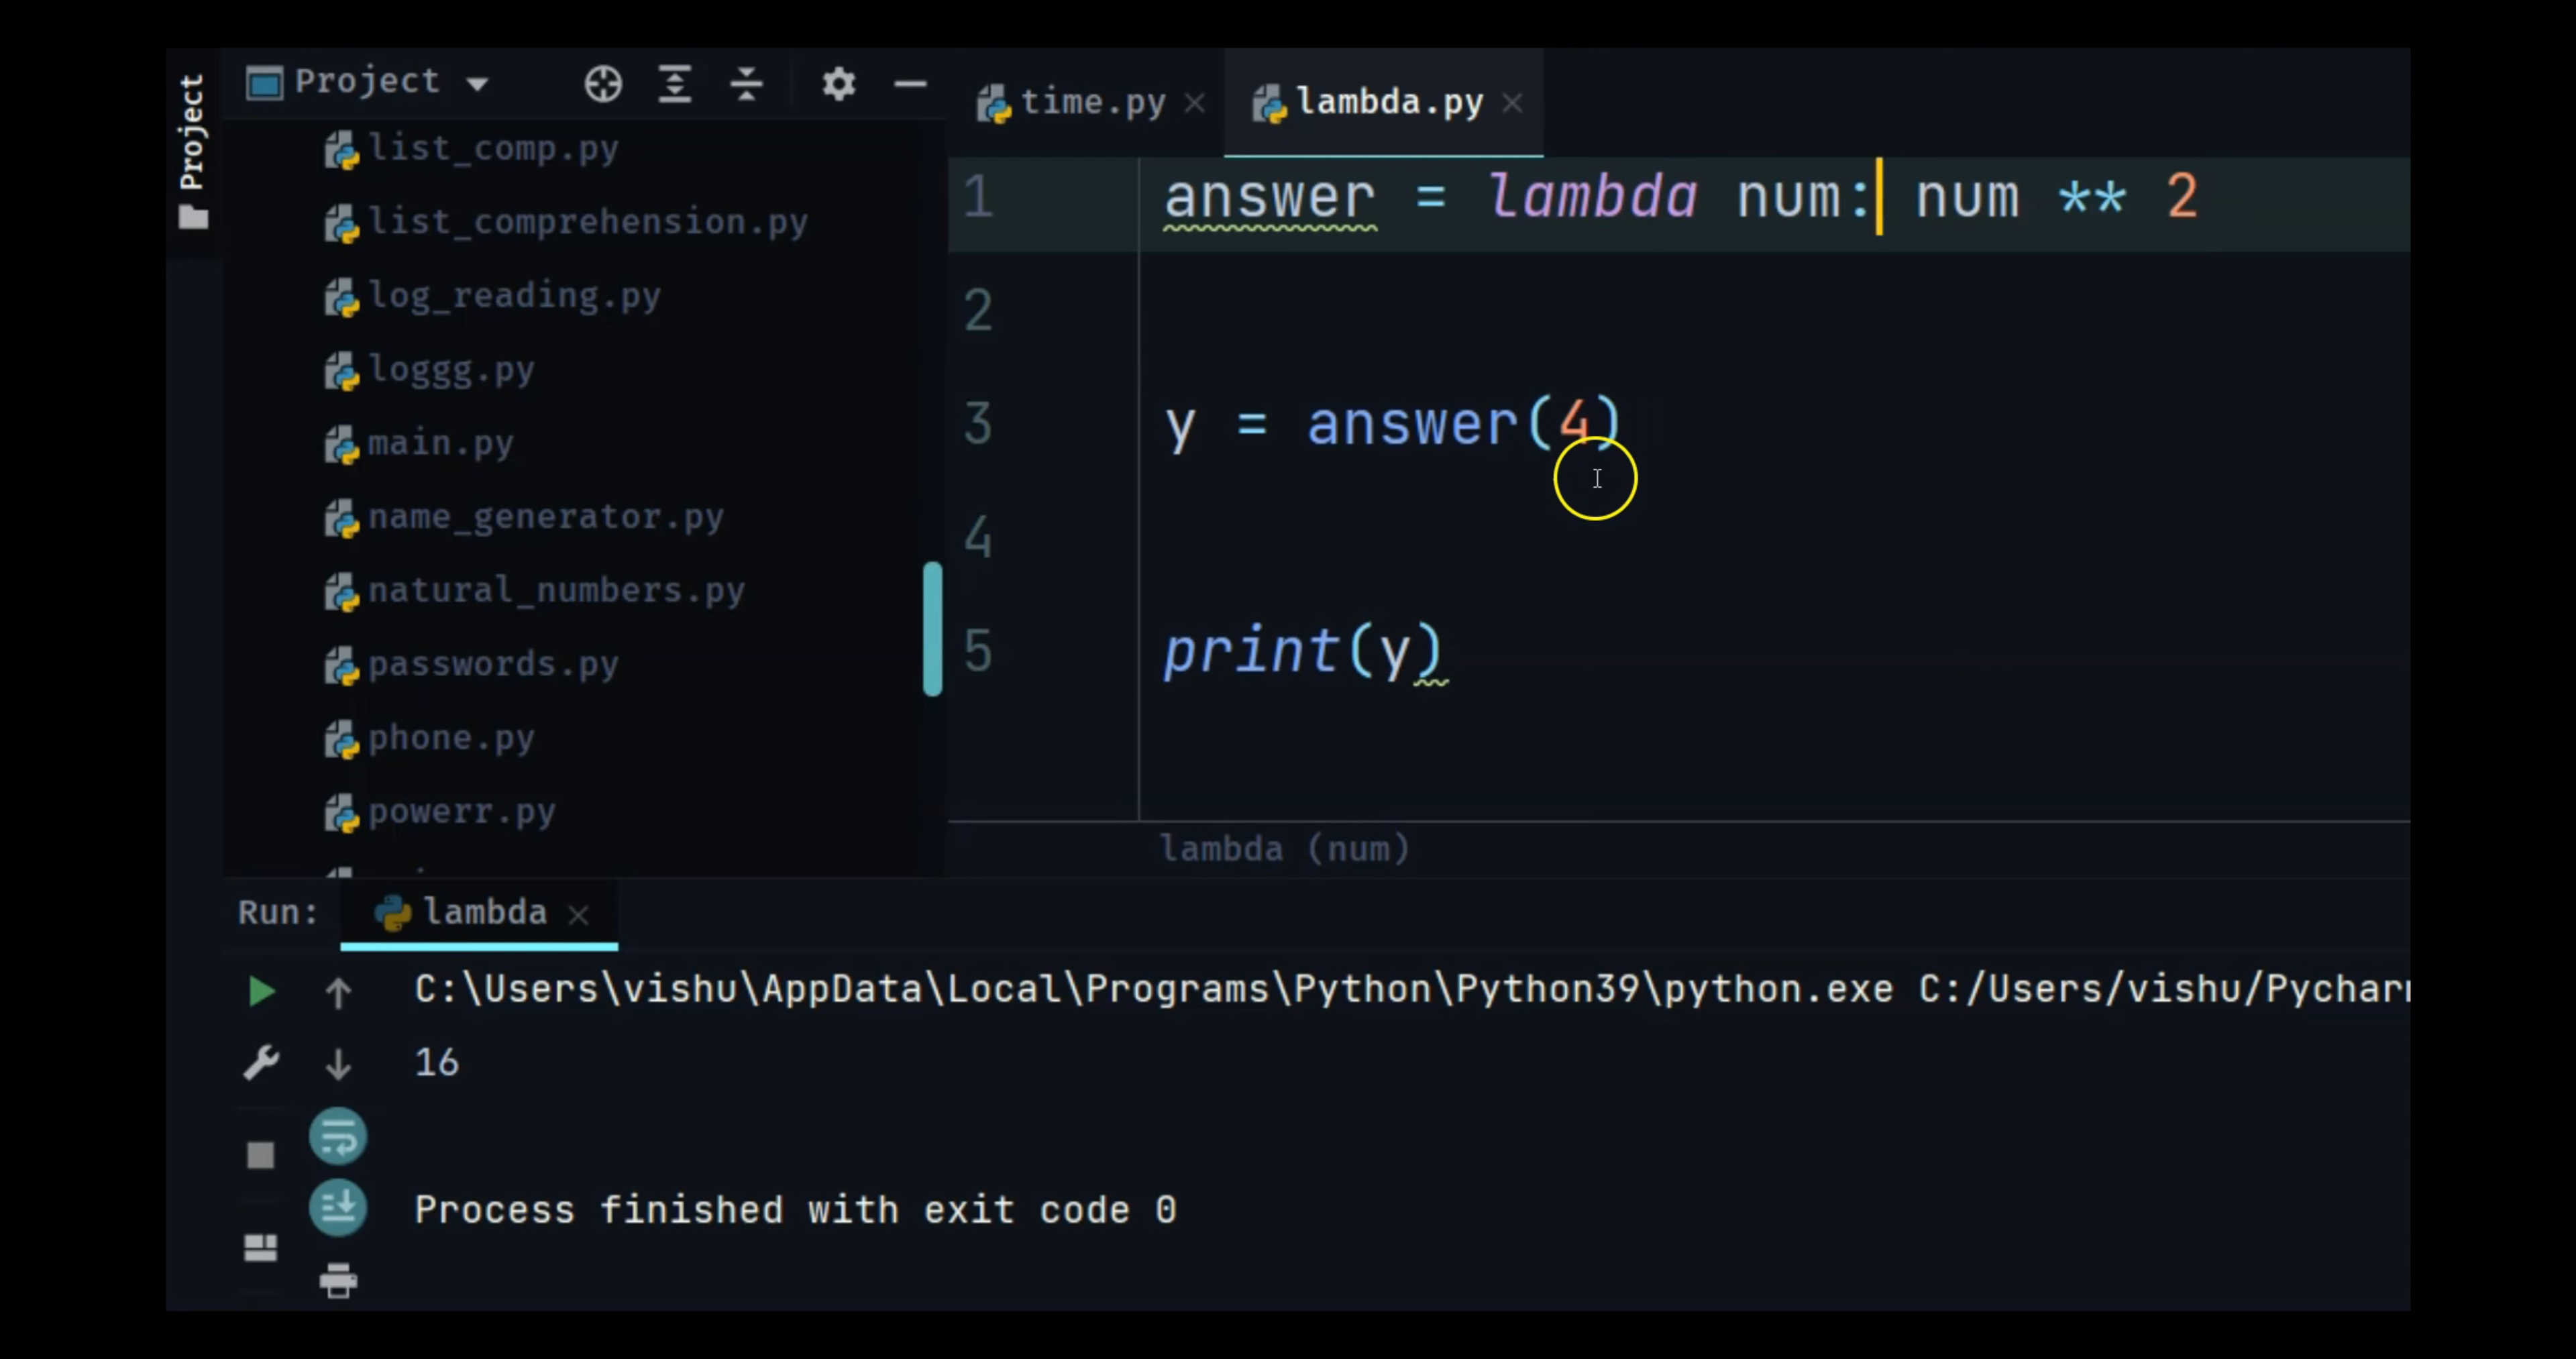 Project
Project
list_comp.py
list_comprehension.py
log_reading.py
loggg.py
main.py
name_generator.py
natural_numbers.py
passwords.py
phone.py
powerr.py
time.py
lambda.py
1 answer = lambda num: num ** 2
2
3 y = answer(4)
4
5 print(y)
lambda (num)
Run: lambda
C:\Users\vishu\AppData\Local\Programs\Python\Python39\python.exe C:/Users/vishu/
16
Process finished with exit code 0